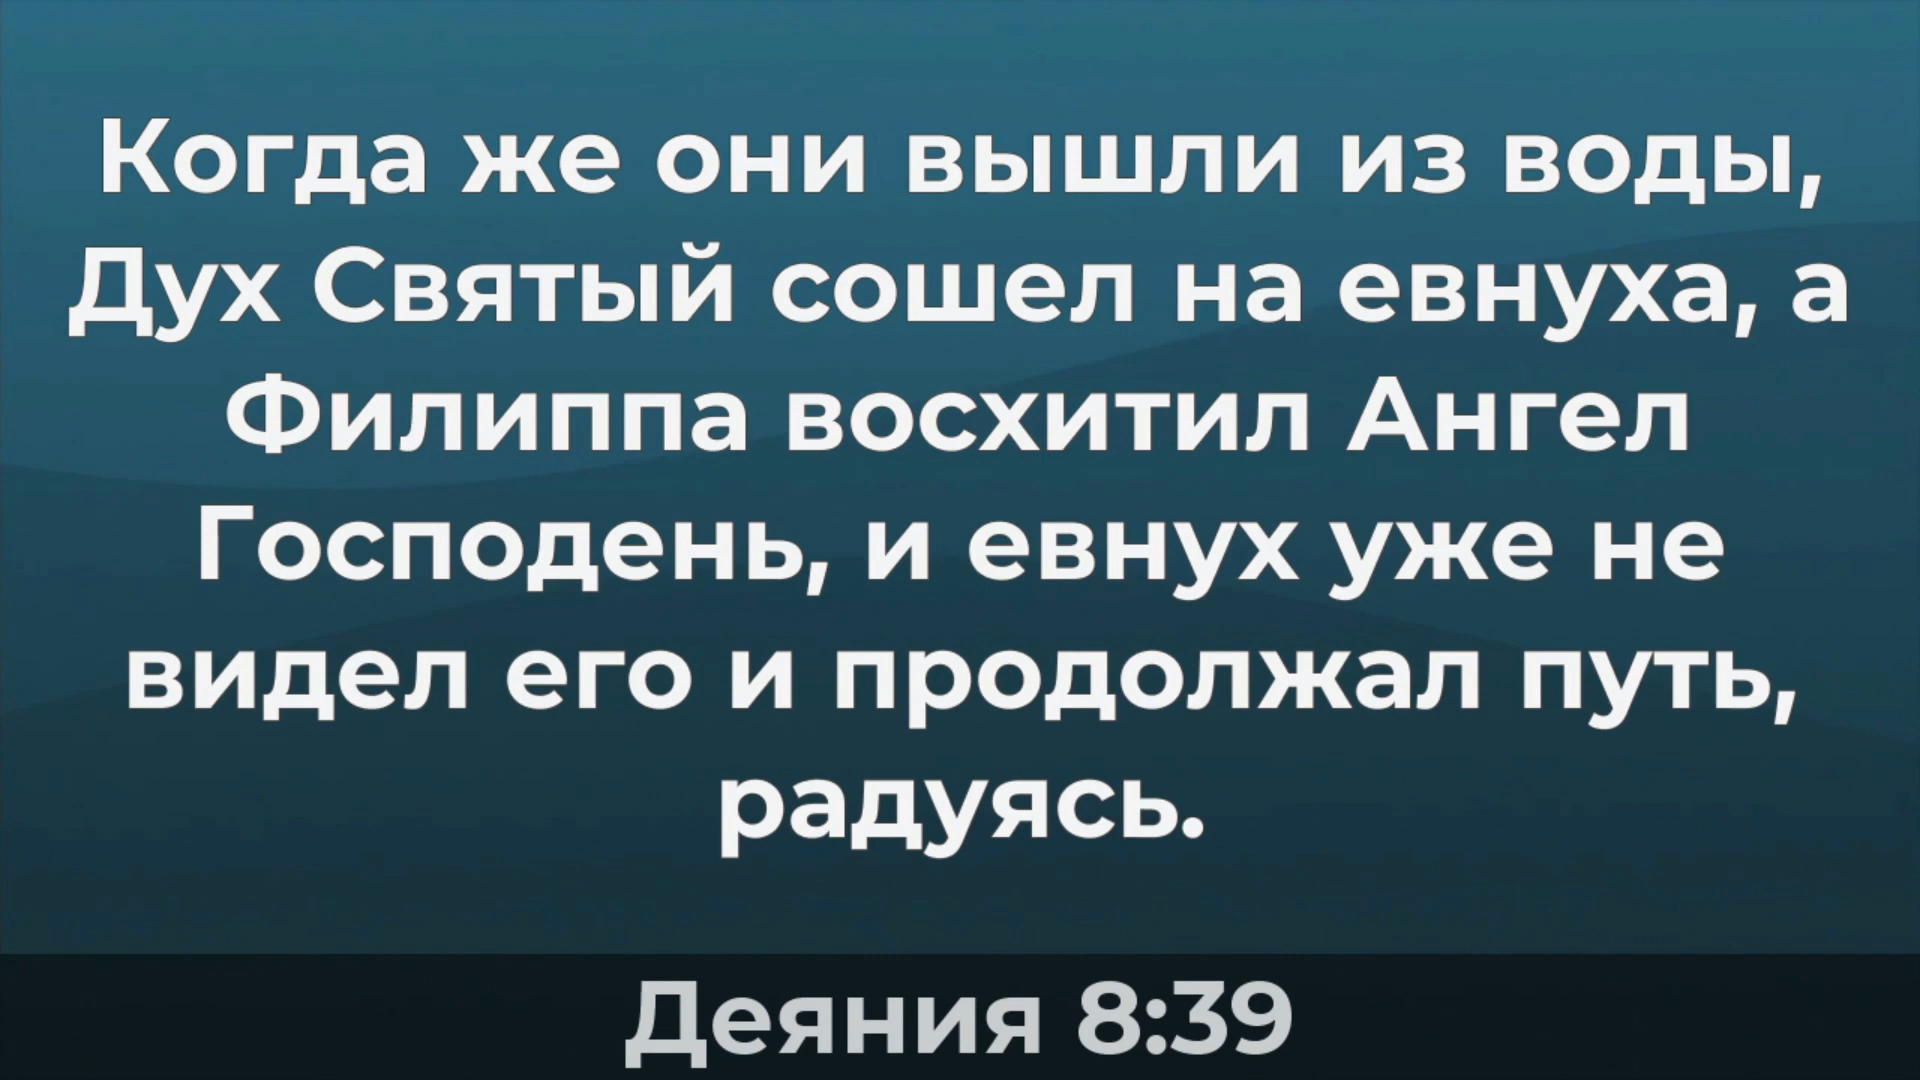 Когда же они вышли из воды,
Дух Святый сошел на евнуха, а
Филиппа восхитил Ангел
Господень, и евнух уже не
видел его и продолжал путь,
радуясь.
Деяния 8:39